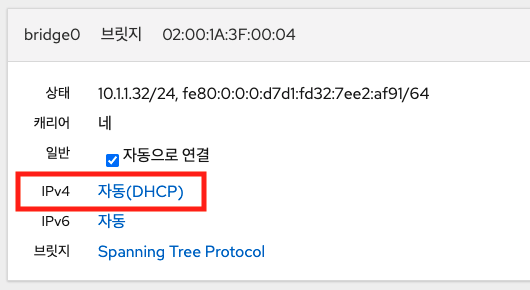 bridge0 브릿지 02:00:1A:3F:00:04
상태 10.1.1.32/24, fe80:0:0:0:d7d1:fd32:7ee2:af91/64
캐리어 네
일반 자동으로 연결
IPv4 자동(DHCP)
IPv6 자동
브릿지 Spanning Tree Protocol